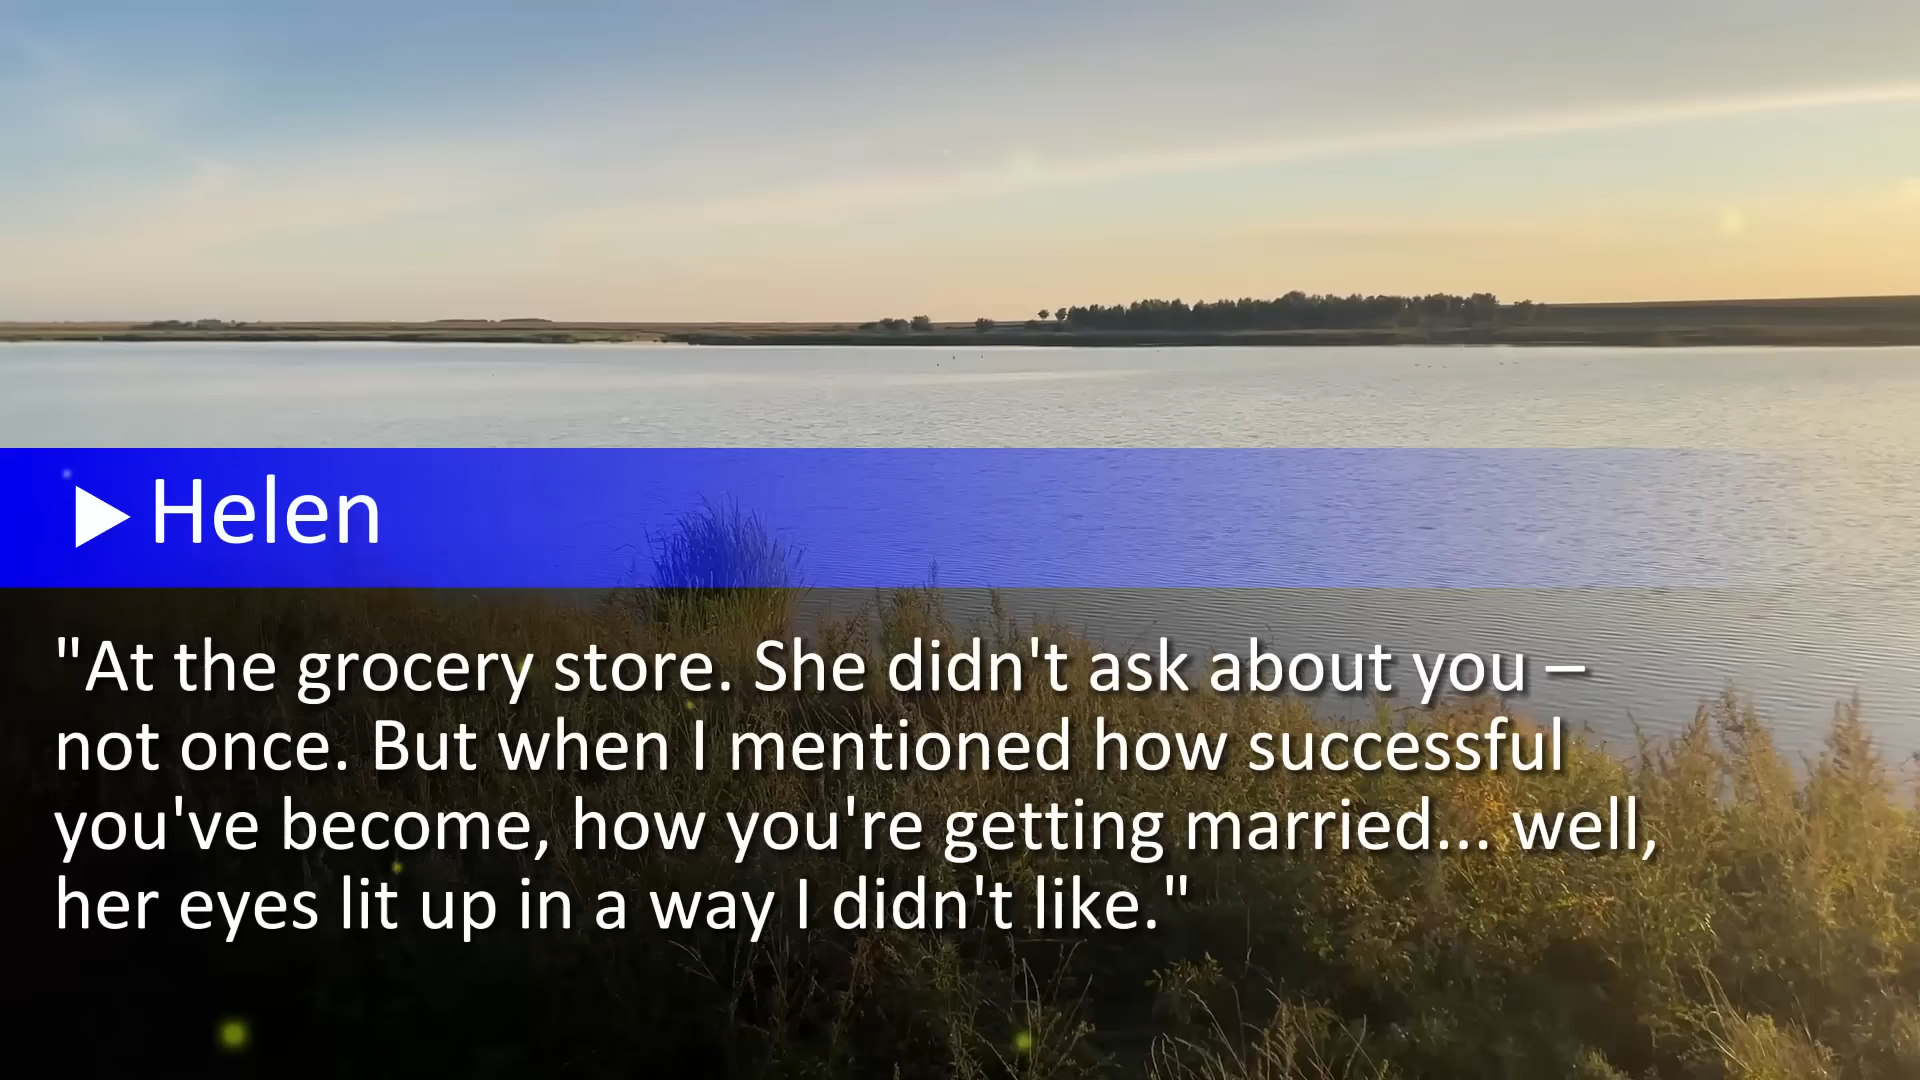 Helen
"At the grocery store. She didn't ask about you –
not once. But when I mentioned how successful
you've become, how you're getting married... well,
her eyes lit up in a way I didn't like."